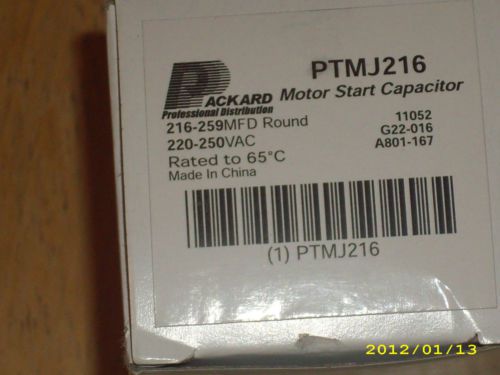 PTMJ216
PACKARD
Professional Distribution
Motor Start Capacitor
216-259MFD Round
220-250VAC
Rated to 65°C
Made In China
11052
G22-016
A801-167
(1) PTMJ216
2012/01/13